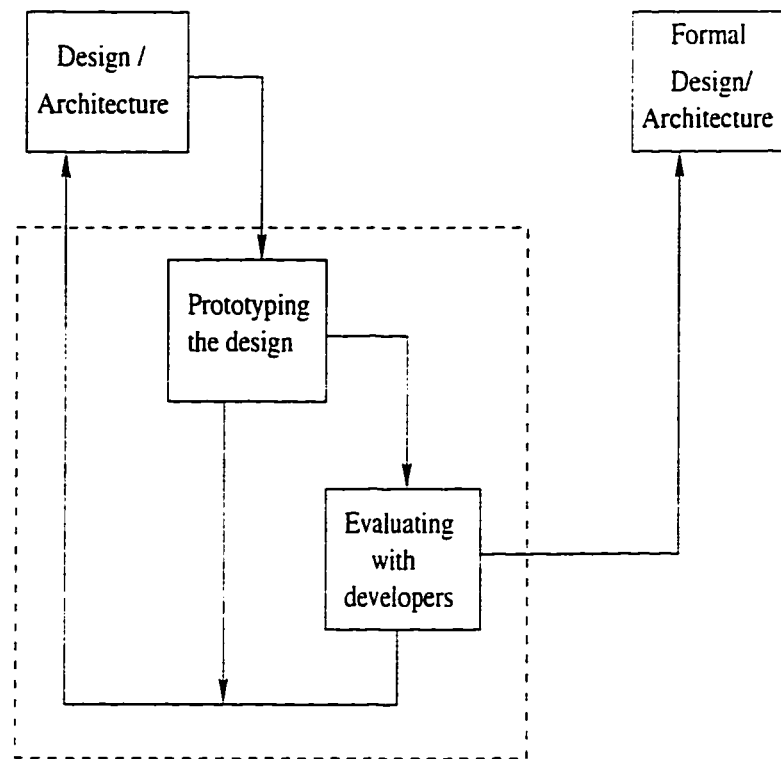 Design /
Architecture
Formal
Design/
Architecture
Prototyping
the design
Evaluating
with
developers